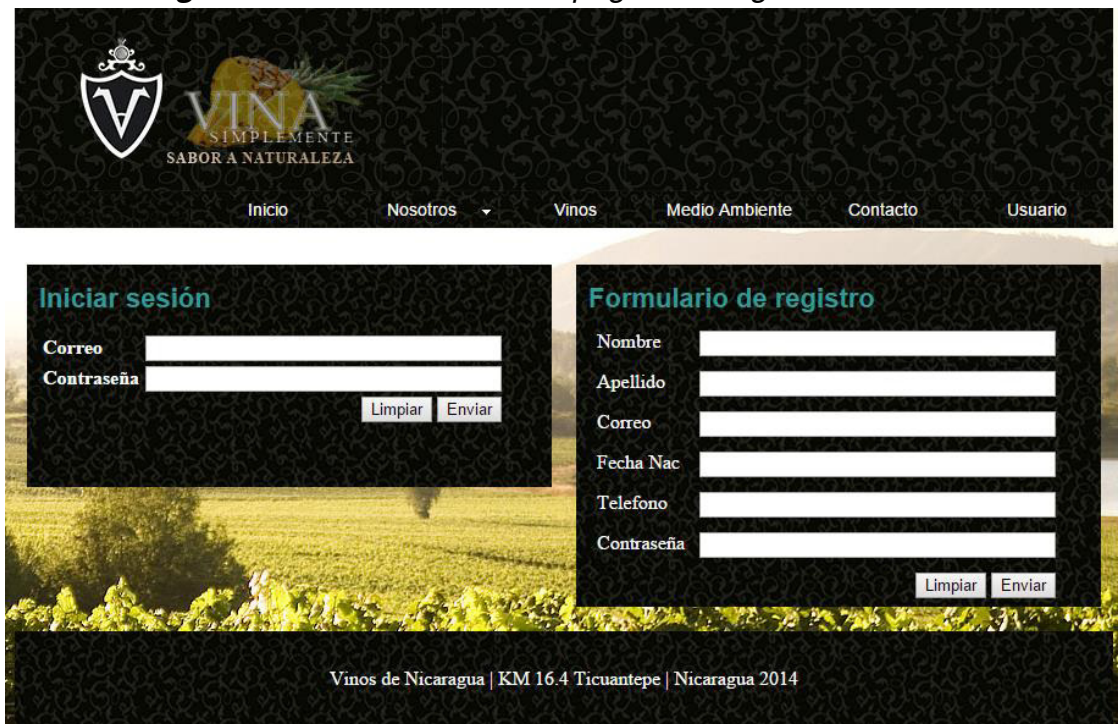 VINA
SIMPLEMENTE
SABOR A NATURALEZA
Inicio Nosotros Vinos Medio Ambiente Contacto Usuario
Iniciar sesión
Correo
Contraseña
Limpiar Enviar
Formulario de registro
Nombre
Apellido
Correo
Fecha Nac
Telefono
Contraseña
Limpiar Enviar
Vinos de Nicaragua | KM 16.4 Ticuantepe | Nicaragua 2014